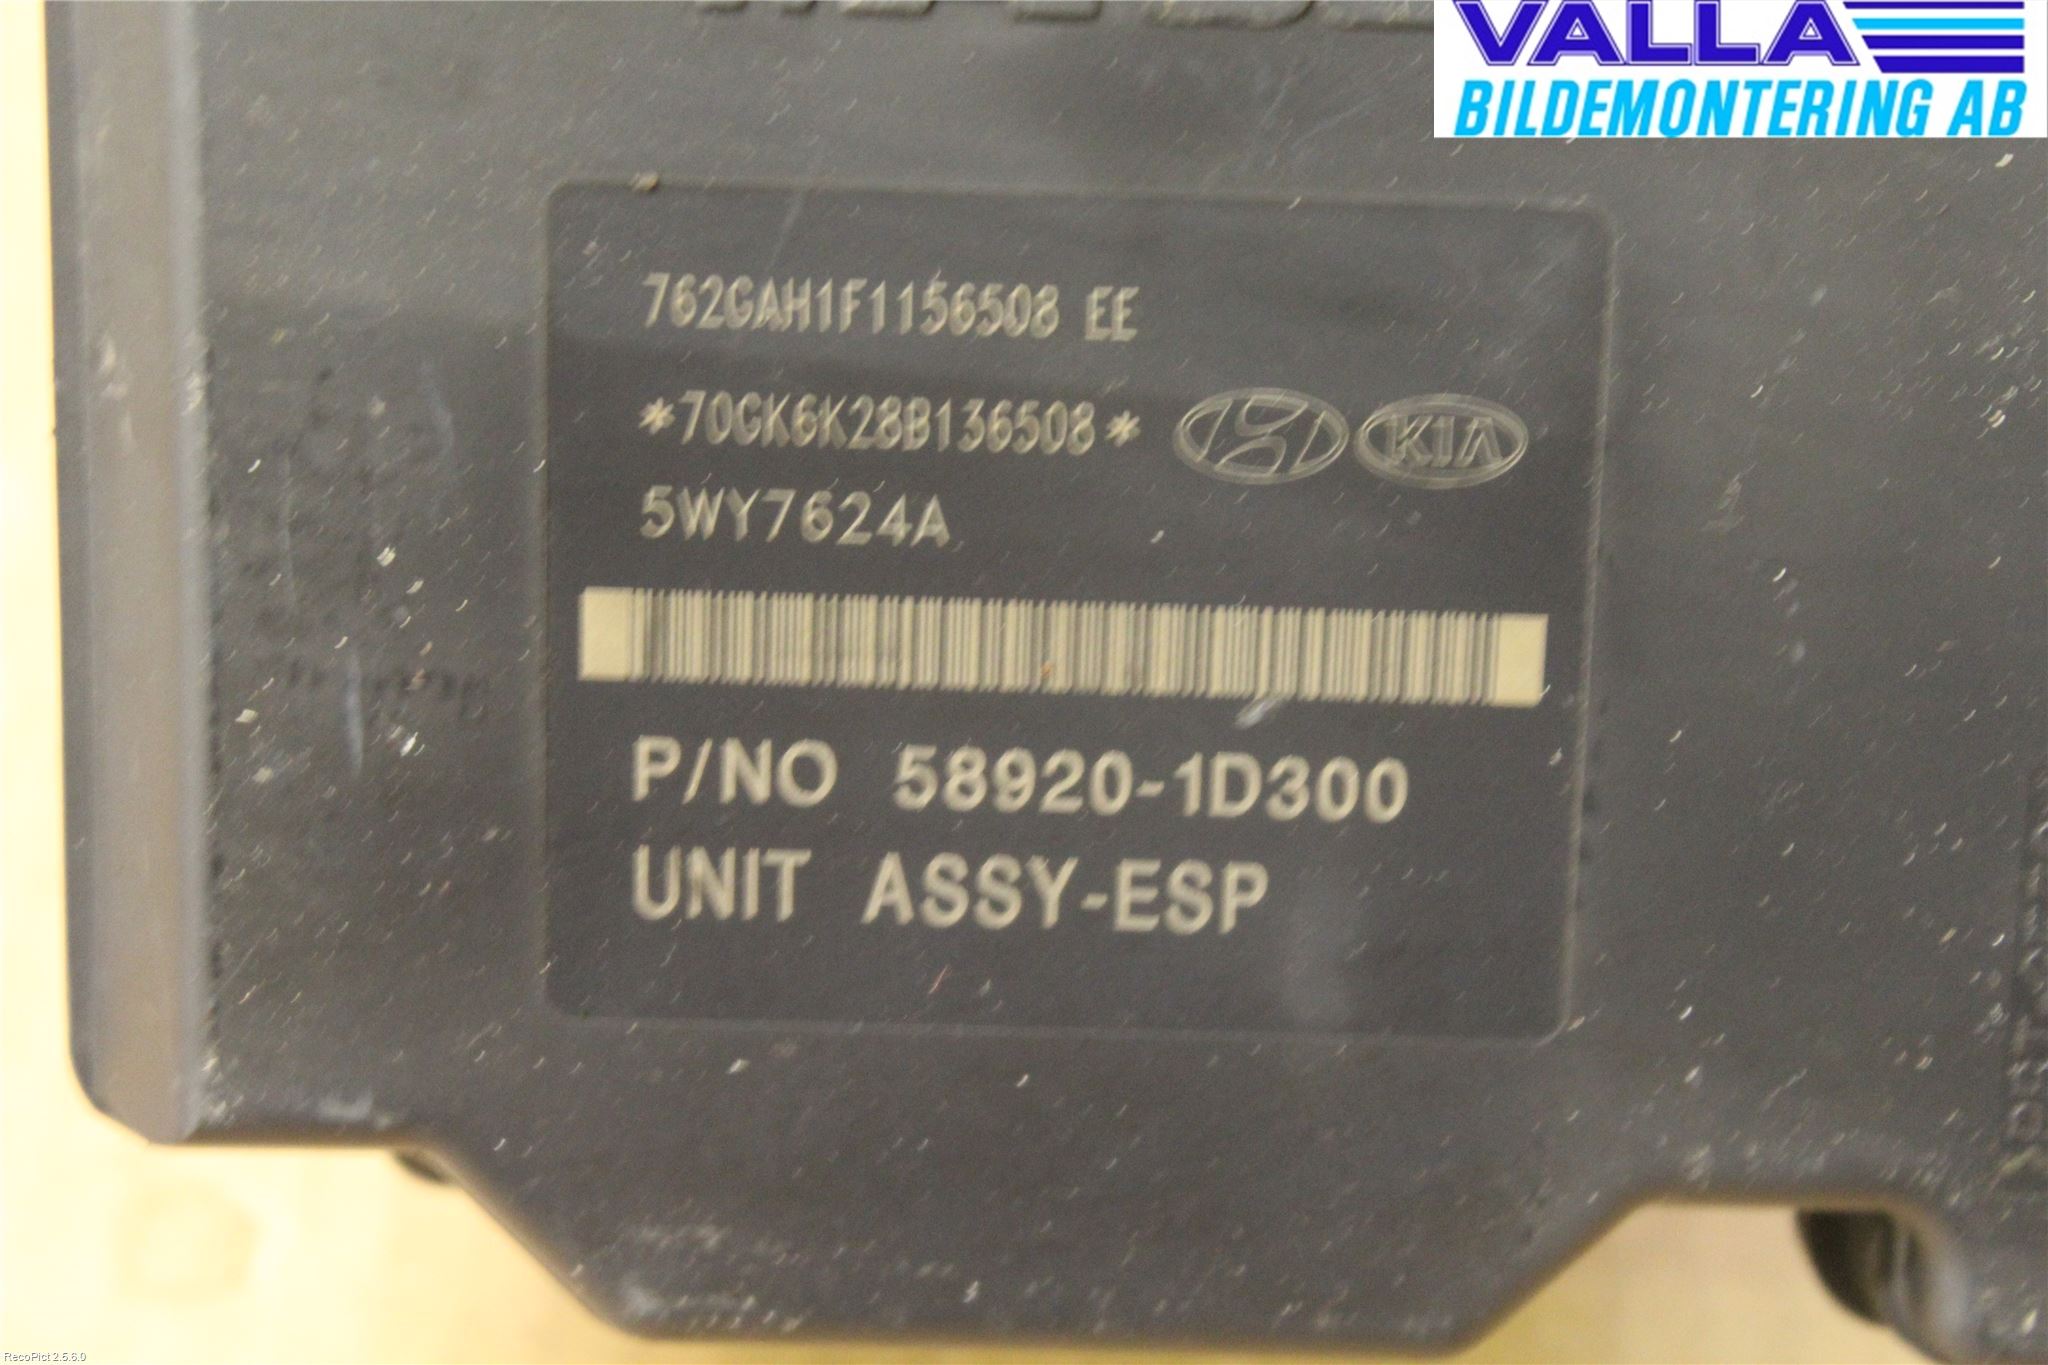 VALLA
BILDEMONTERING AB
762GAH1F1156508 EE
*70GK6K28B136508*
KIA
5WY7624A
P/NO 58920-1D300
UNIT ASSY-ESP
RecoPict 2.5.6.0